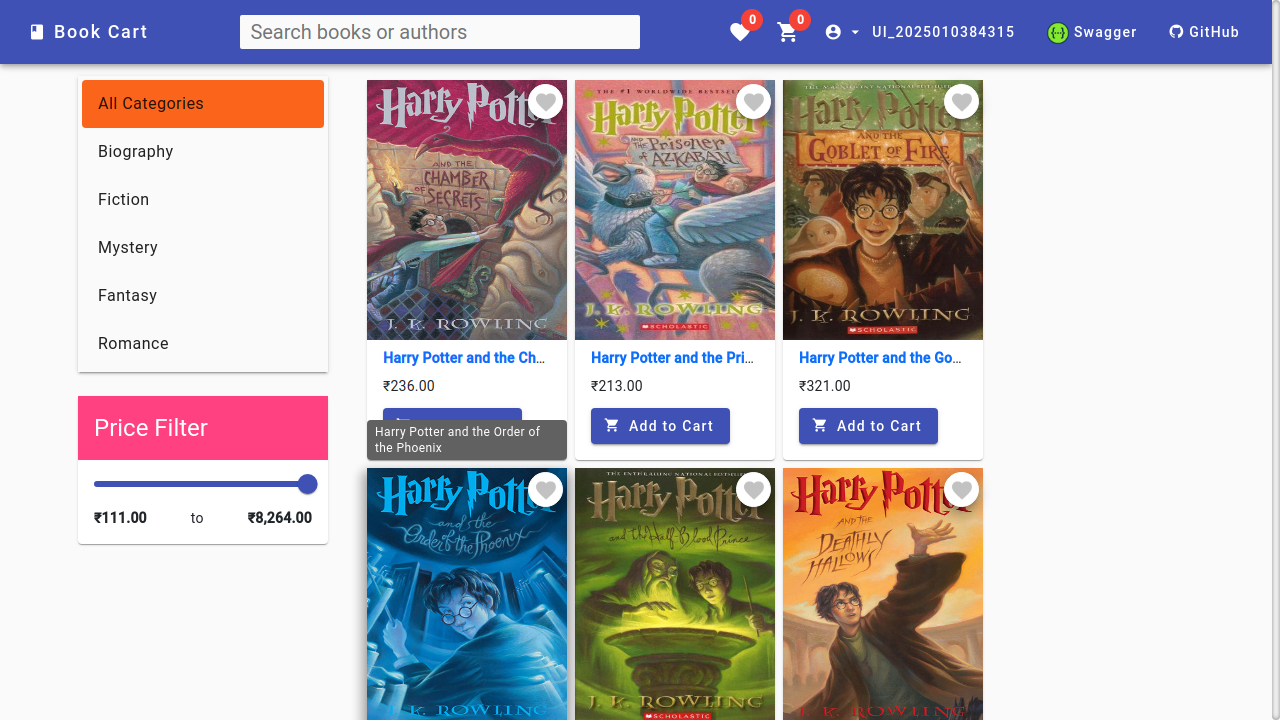 Book Cart
Search books or authors
0
0
UI_2025010384315
Swagger
GitHub
All Categories
Biography
Fiction
Mystery
Fantasy
Romance
Price Filter
₹111.00 to ₹8,264.00
Harry Potter
AND THE
CHAMBER
OF
SECRETS
J. K. ROWLING
Harry Potter and the Ch...
₹236.00
THE #1 WORLDWIDE BESTSELLER
Harry Potter
AND THE
Prisoner
of
AZKABAN
J. K. ROWLING
SCHOLASTIC
Harry Potter and the Pri...
₹213.00
Add to Cart
Harry Potter
AND THE
GOBLET OF FIRE
J. K. ROWLING
SCHOLASTIC
Harry Potter and the Go...
₹321.00
Add to Cart
Harry Potter and the Order of
the Phoenix
Harry Potter
and the
Order of the Phoenix
J. K. ROWLING
Harry Potter
and the Half-Blood Prince
J. K. ROWLING
SCHOLASTIC
Harry Potter
AND THE
DEATHLY
HALLOWS
J. K. ROWLING